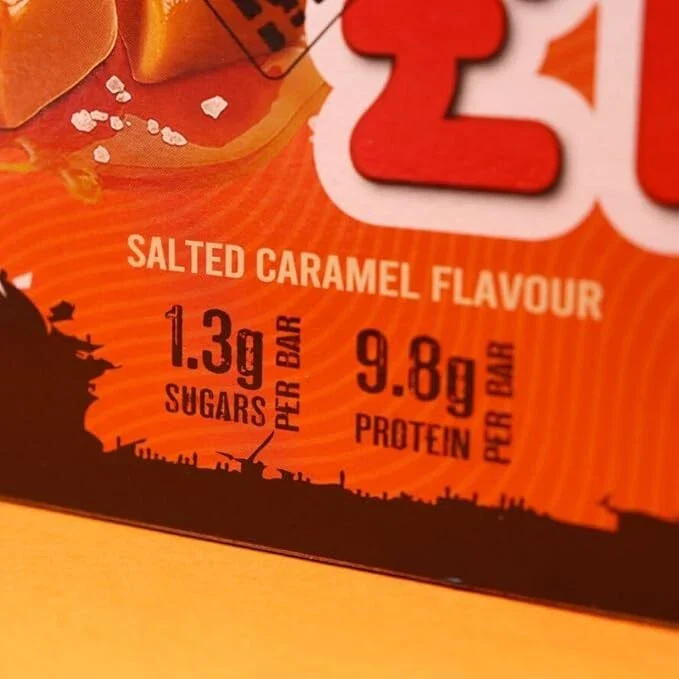 SALTED CARAMEL FLAVOUR
1.3g
SUGARS
PER BAR
9.8g
PROTEIN
PER BAR